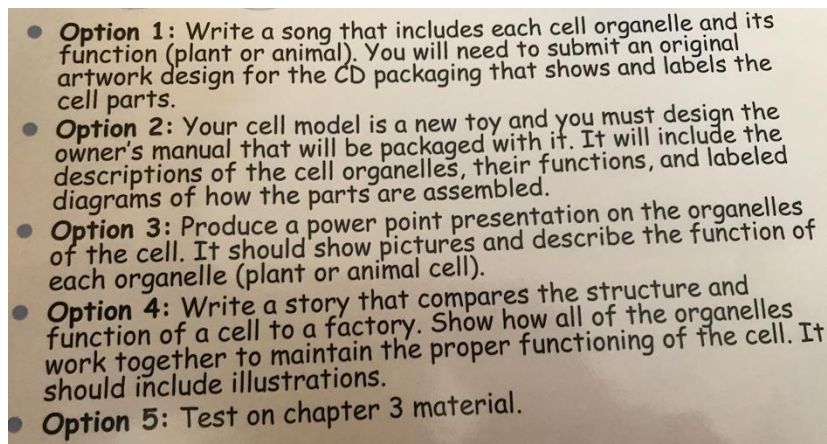 Option 1: Write a song that includes each cell organelle and its
function (plant or animal). You will need to submit an original
artwork design for the CD packaging that shows and labels the
cell parts.
Option 2: Your cell model is a new toy and you must design the
owner's manual that will be packaged with it. It will include the
descriptions of the cell organelles, their functions, and labeled
diagrams of how the parts are assembled.
Option 3: Produce a power point presentation on the organelles
of the cell. It should show pictures and describe the function of
each organelle (plant or animal cell).
Option 4: Write a story that compares the structure and
function of a cell to a factory. Show how all of the organelles
work together to maintain the proper functioning of the cell. It
should include illustrations.
Option 5: Test on chapter 3 material.